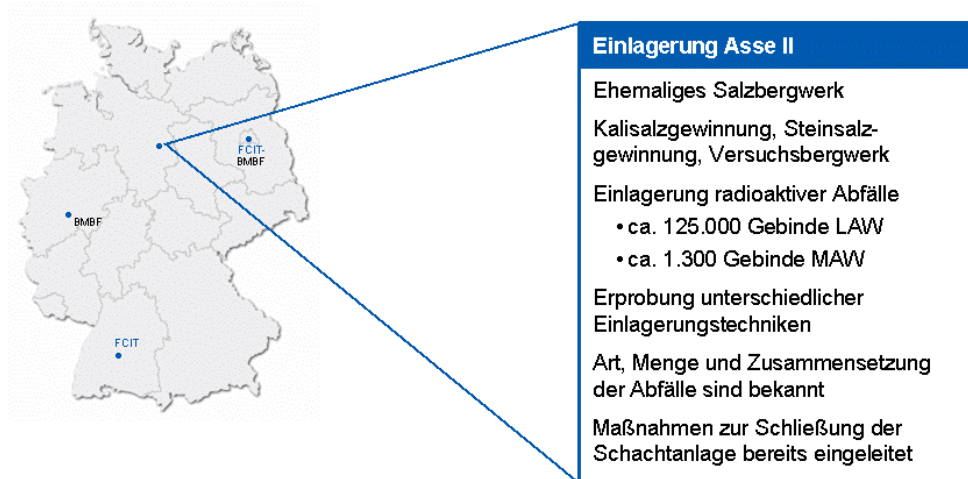 FCIT-
BMBF
BMBF
FCIT
Einlagerung Asse II
Ehemaliges Salzbergwerk
Kalisalzgewinnung, Steinsalz-
gewinnung, Versuchsbergwerk
Einlagerung radioaktiver Abfälle
• ca. 125.000 Gebinde LAW
• ca. 1.300 Gebinde MAW
Erprobung unterschiedlicher
Einlagerungstechniken
Art, Menge und Zusammensetzung
der Abfälle sind bekannt
Maßnahmen zur Schließung der
Schachtanlage bereits eingeleitet